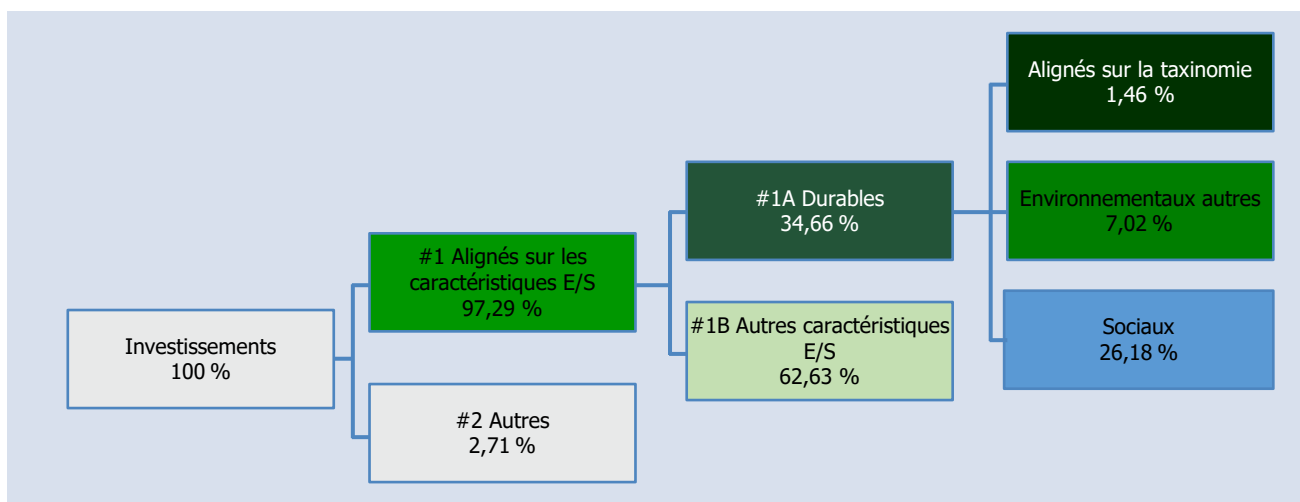 Investissements
100 %
#1 Alignés sur les
caractéristiques E/S
97,29 %
#2 Autres
2,71 %
#1A Durables
34,66 %
#1B Autres caractéristiques
E/S
62,63 %
Alignés sur la taxinomie
1,46 %
Environnementaux autres
7,02 %
Sociaux
26,18 %